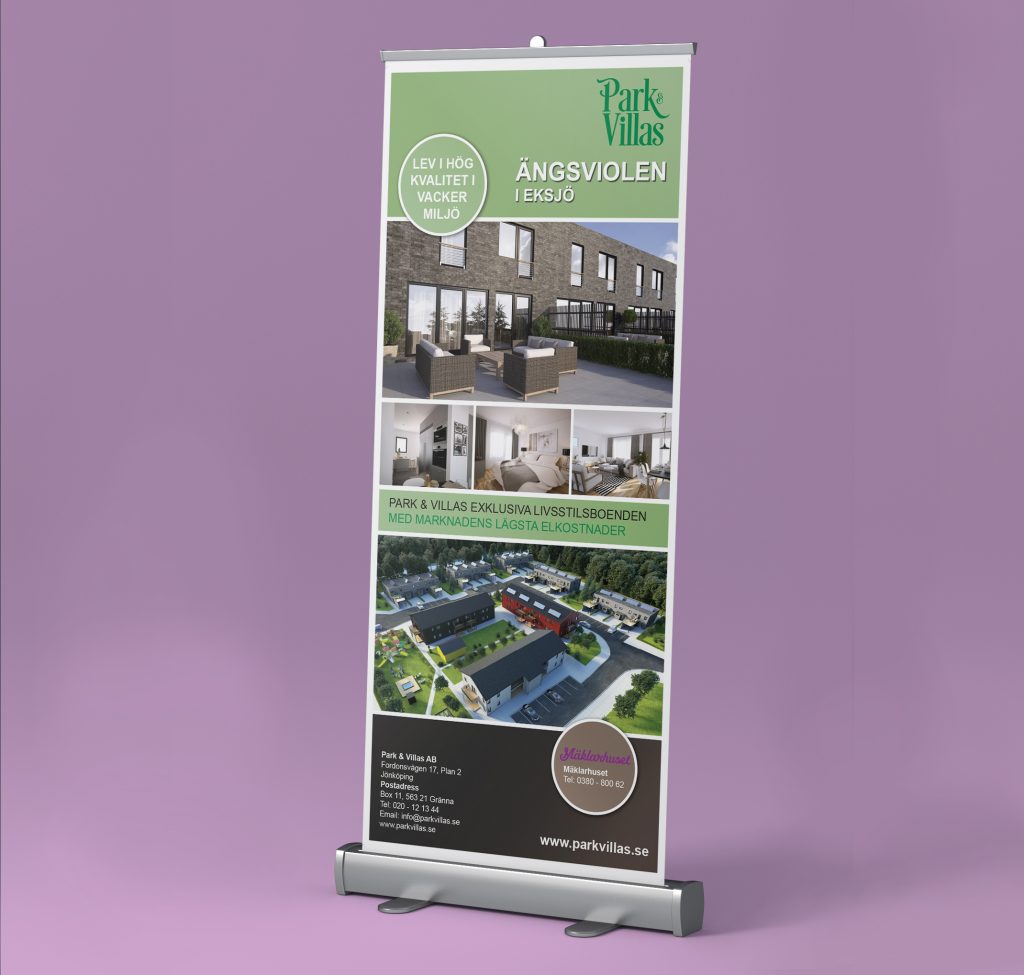 Park &
Villas
LEV I HÖG
KVALITET I
VACKER
MILJÖ
ÄNGSVIOLEN
I EKSJÖ
PARK & VILLAS EXKLUSIVA LIVSSTILSBOENDEN
MED MARKNADENS LÄGSTA ELKOSTNADER
Park & Villas AB
Fordonsvägen 17, Plan 2
Jönköping
Postadress
Box 11, 563 21 Gränna
Tel: 020 - 12 13 44
Email: info@parkvillas.se
www.parkvillas.se
Mäklarhuset
Mäklarhuset
Tel: 0380 - 800 62
www.parkvillas.se